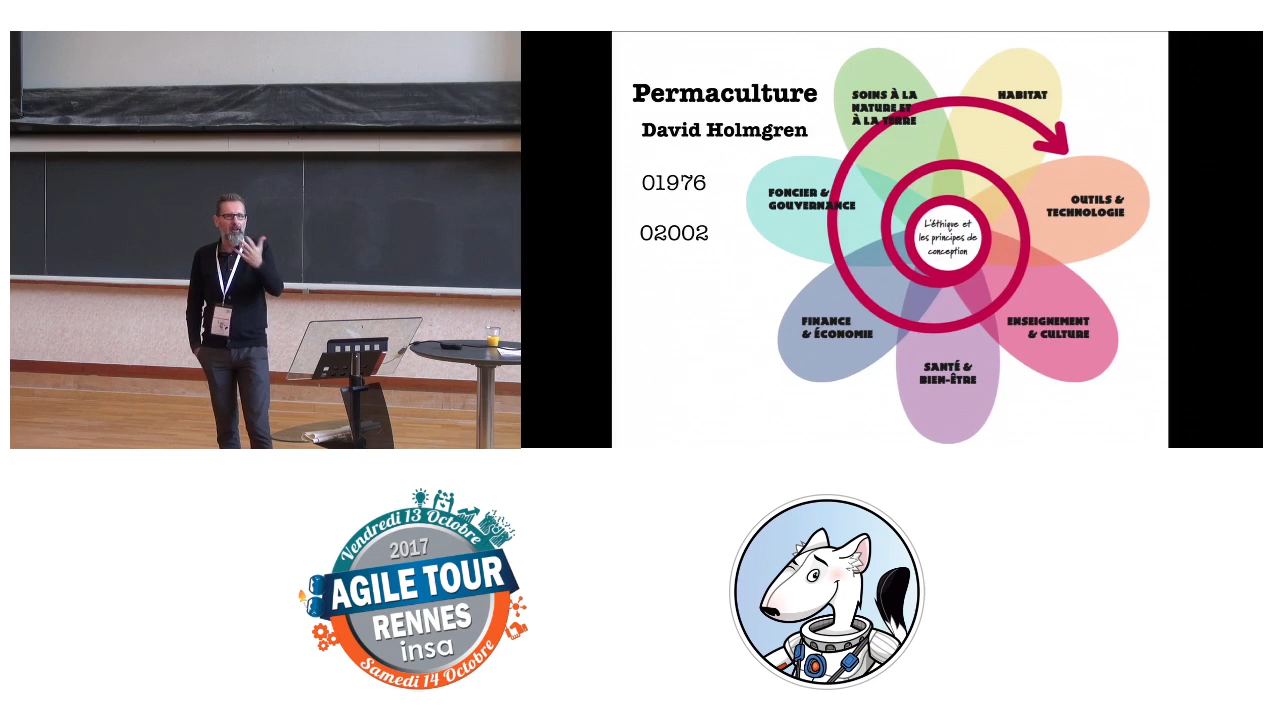 Permaculture
David Holmgren
01976
02002
SOINS À LA
NATURE ET
À LA TERRE
HABITAT
FONCIER &
GOUVERNANCE
OUTILS &
TECHNOLOGIE
L'éthique et
les principes de
conception
FINANCE
& ÉCONOMIE
ENSEIGNEMENT
& CULTURE
SANTÉ &
BIEN-ÊTRE
Vendredi 13 Octobre
2017
AGILE TOUR
RENNES
insa
Samedi 14 Octobre